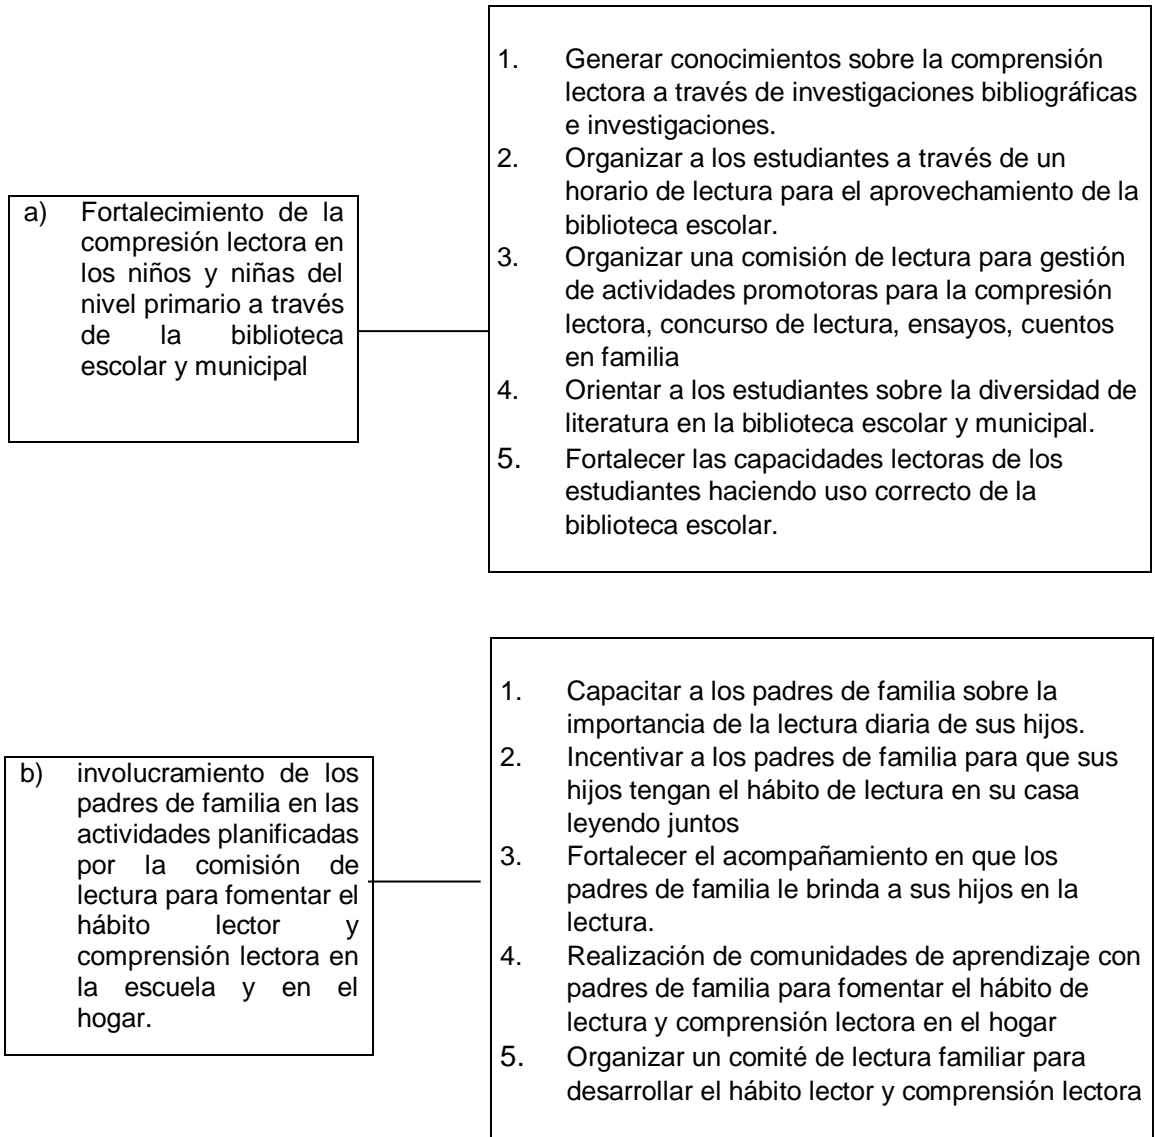 a) Fortalecimiento de la
compresión lectora en
los niños y niñas del
nivel primario a través
de la biblioteca
escolar y municipal
1. Generar conocimientos sobre la comprensión
lectora a través de investigaciones bibliográficas
e investigaciones.
2. Organizar a los estudiantes a través de un
horario de lectura para el aprovechamiento de la
biblioteca escolar.
3. Organizar una comisión de lectura para gestión
de actividades promotoras para la compresión
lectora, concurso de lectura, ensayos, cuentos
en familia
4. Orientar a los estudiantes sobre la diversidad de
literatura en la biblioteca escolar y municipal.
5. Fortalecer las capacidades lectoras de los
estudiantes haciendo uso correcto de la
biblioteca escolar.
b) involucramiento de los
padres de familia en las
actividades planificadas
por la comisión de
lectura para fomentar el
hábito lector y
comprensión lectora en
la escuela y en el
hogar.
1. Capacitar a los padres de familia sobre la
importancia de la lectura diaria de sus hijos.
2. Incentivar a los padres de familia para que sus
hijos tengan el hábito de lectura en su casa
leyendo juntos
3. Fortalecer el acompañamiento en que los
padres de familia le brinda a sus hijos en la
lectura.
4. Realización de comunidades de aprendizaje con
padres de familia para fomentar el hábito de
lectura y comprensión lectora en el hogar
5. Organizar un comité de lectura familiar para
desarrollar el hábito lector y comprensión lectora